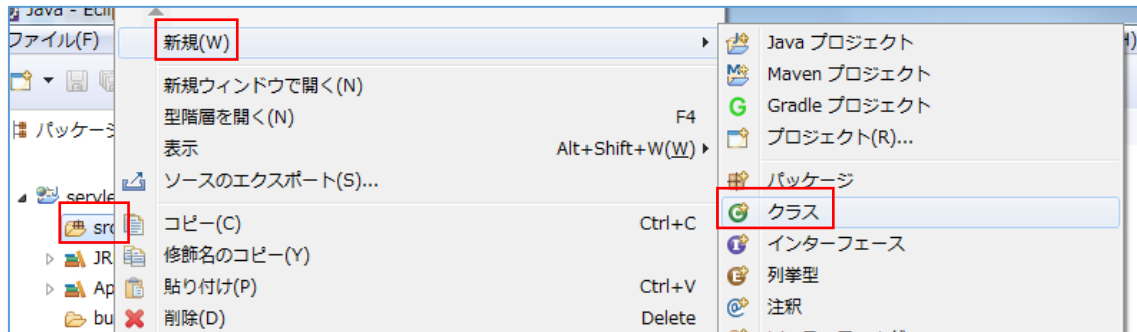 Java - Ecli
ファイル(F)
パッケージ
servle
src
JR
Ap
bu
新規(W)
新規ウィンドウで開く(N)
型階層を開く(N) F4
表示 Alt+Shift+W(W)
ソースのエクスポート(S)...
コピー(C) Ctrl+C
修飾名のコピー(Y)
貼り付け(P) Ctrl+V
削除(D) Delete
Java プロジェクト
Maven プロジェクト
Gradle プロジェクト
プロジェクト(R)...
パッケージ
クラス
インターフェース
列挙型
注釈
H)